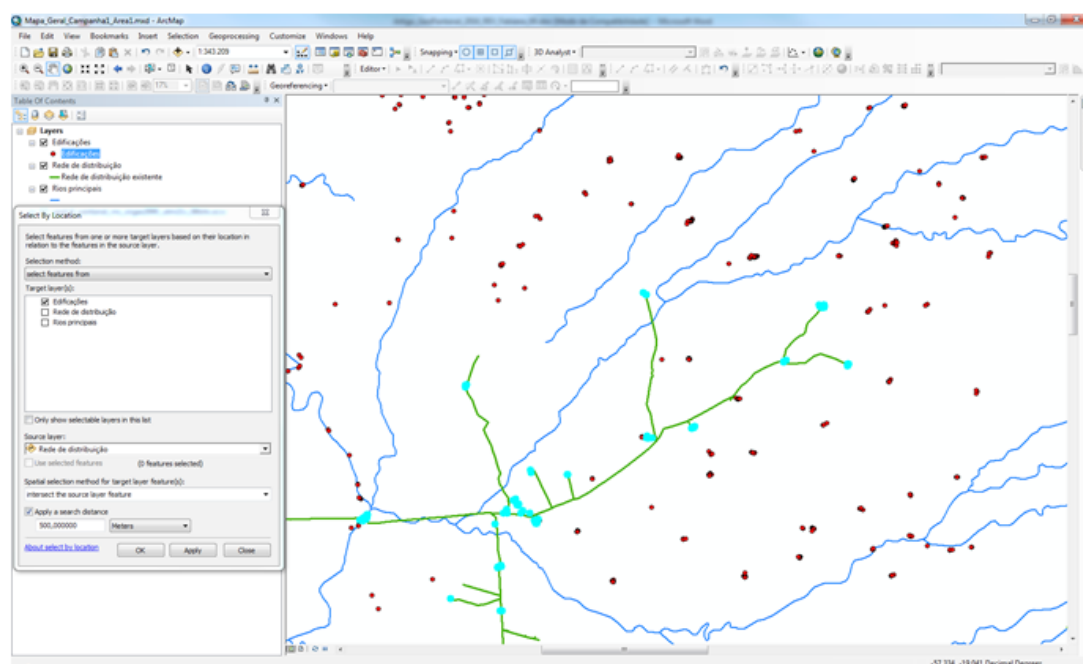 Mapa_Geral_Campanha1_Area1.mxd - ArcMap
File Edit View Bookmarks Insert Selection Geoprocessing Customize Windows Help
1:343.209
Snapping
3D Analyst
Editor
17%
Georeferencing
Table Of Contents
Layers
Edificações
Edificações
Rede de distribuição
Rede de distribuição existente
Rios principais
Select By Location
Select features from one or more target layers based on their location in
relation to the features in the source layer.
Selection method:
select features from
Target layer(s):
Edificações
Rede de distribuição
Rios principais
Only show selectable layers in this list
Source layer:
Rede de distribuição
Use selected features (0 features selected)
Spatial selection method for target layer feature(s):
intersect the source layer feature
Apply a search distance
500,000000 Meters
About select by location OK Apply Close
-57,334 -19,041 Decimal Degrees